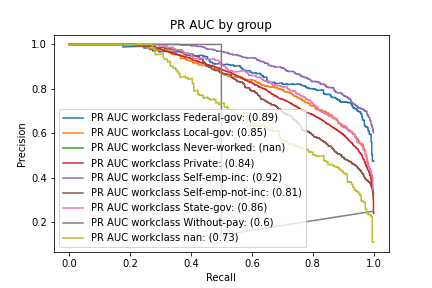 PR AUC by group
1.0
0.8
0.6
0.4
0.2
Precision
PR AUC workclass Federal-gov: (0.89)
PR AUC workclass Local-gov: (0.85)
PR AUC workclass Never-worked: (nan)
PR AUC workclass Private: (0.84)
PR AUC workclass Self-emp-inc: (0.92)
PR AUC workclass Self-emp-not-inc: (0.81)
PR AUC workclass State-gov: (0.86)
PR AUC workclass Without-pay: (0.6)
PR AUC workclass nan: (0.73)
0.0 0.2 0.4 0.6 0.8 1.0
Recall